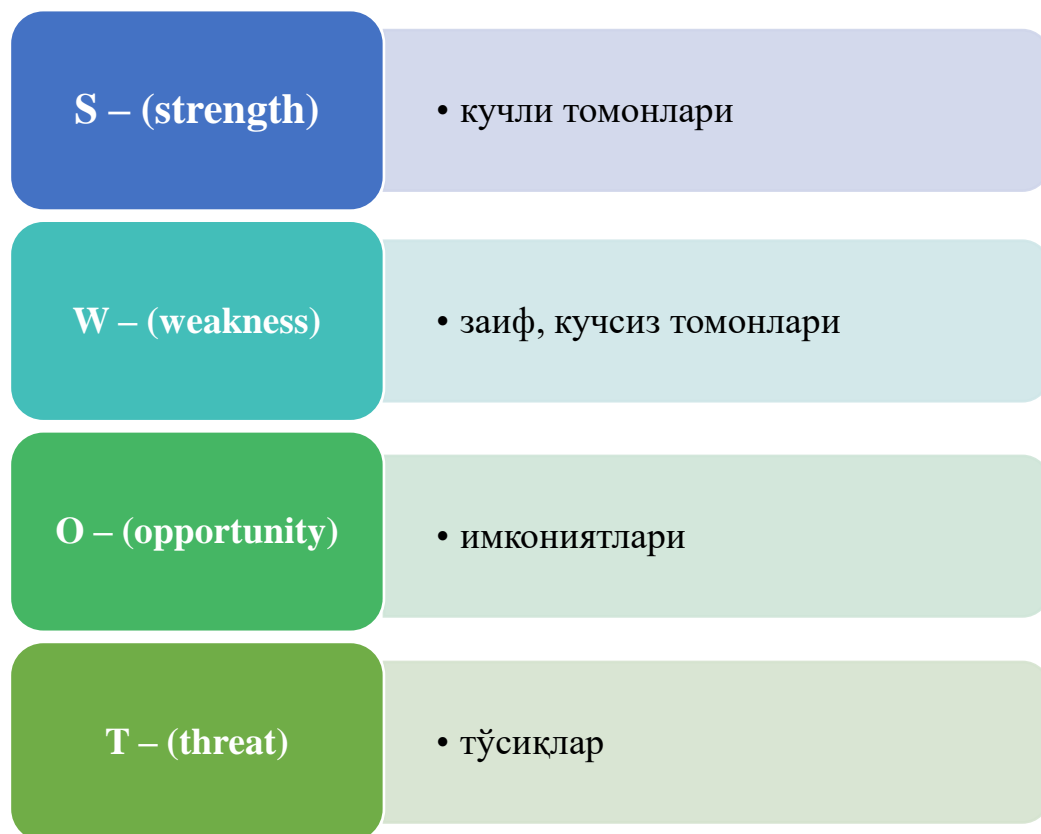 S – (strength)
• кучли томонлари
W – (weakness)
• заиф, кучсиз томонлари
O – (opportunity)
• имкониятлари
T – (threat)
• тўсиқлар